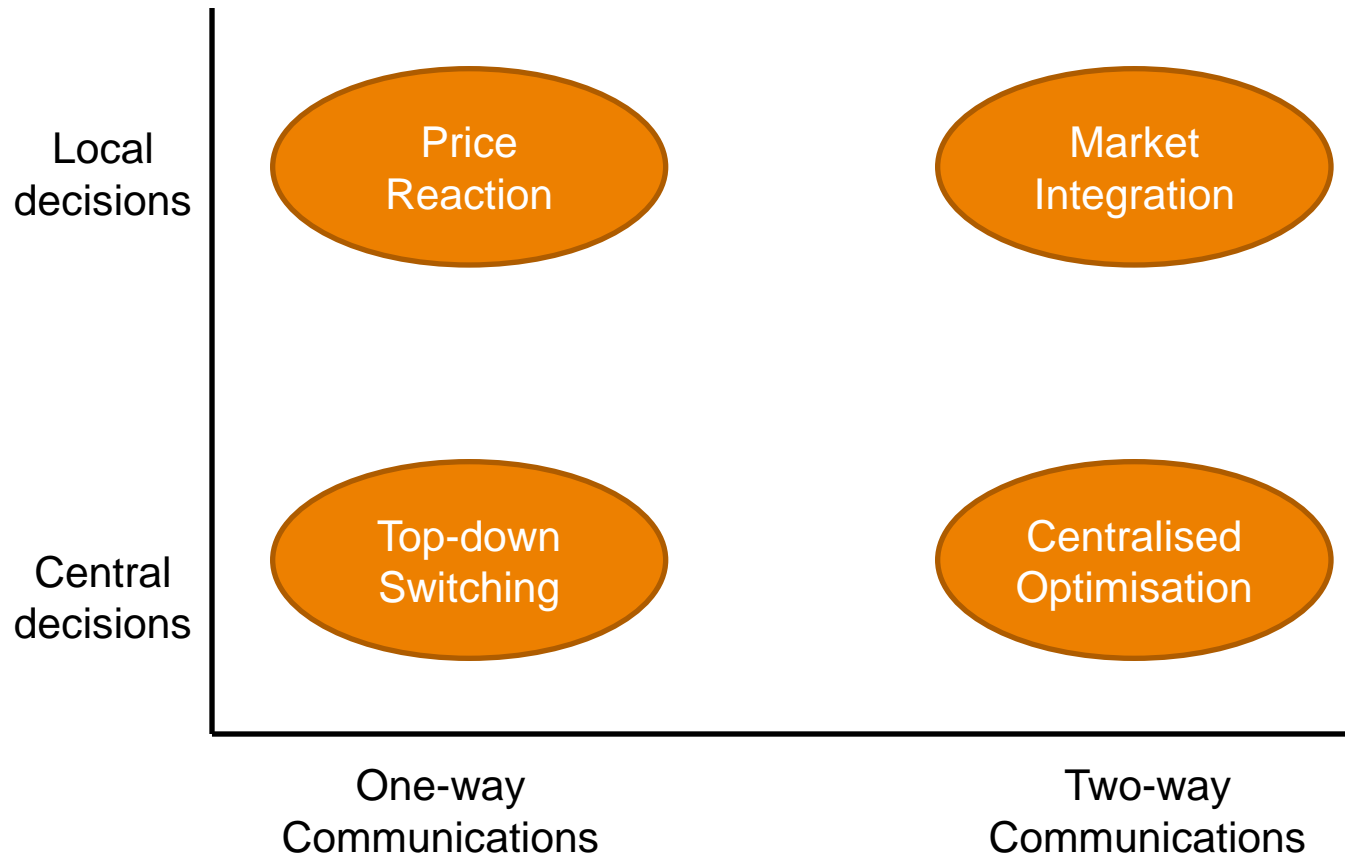 Local
decisions
Price
Reaction
Market
Integration
Central
decisions
Top-down
Switching
Centralised
Optimisation
One-way
Communications
Two-way
Communications